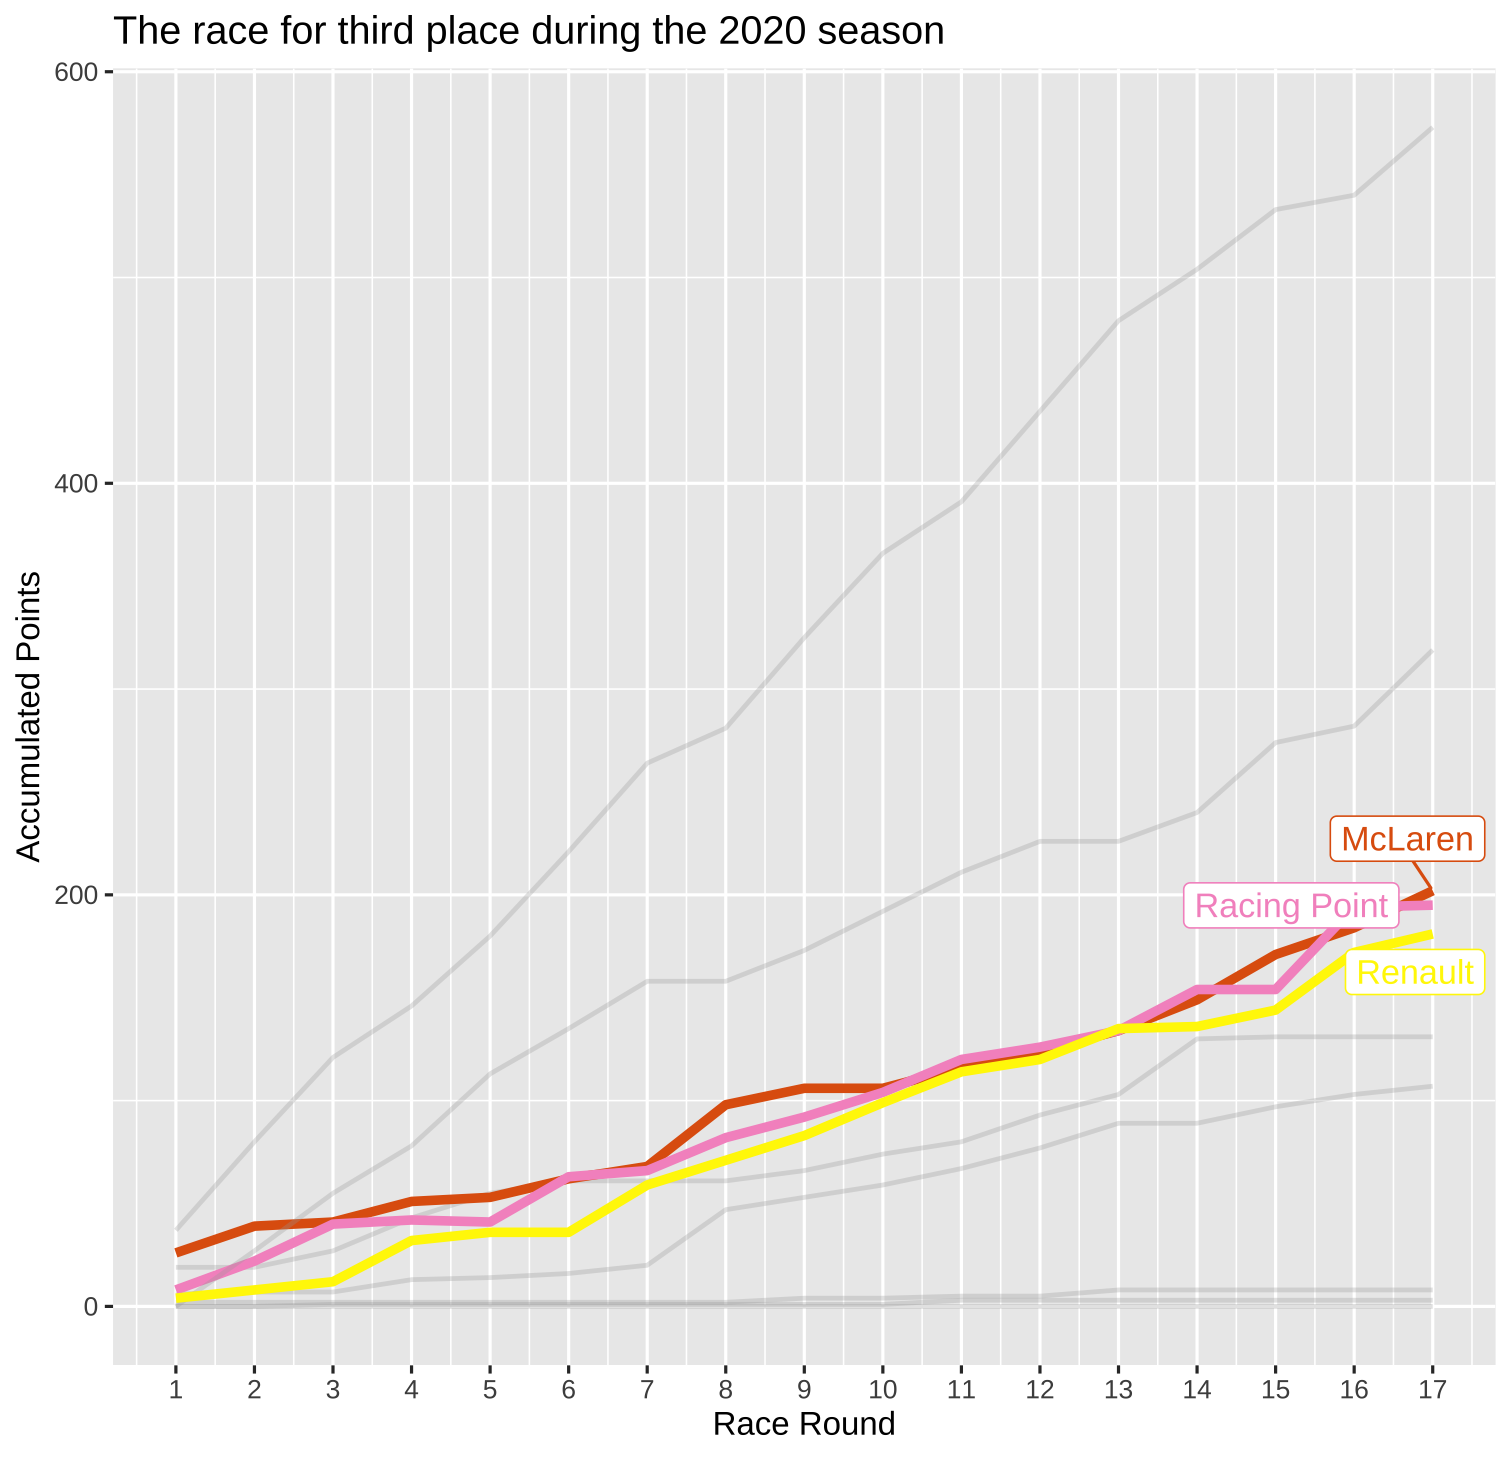 The race for third place during the 2020 season
600
400
200
0
Accumulated Points
McLaren
Racing Point
Renault
1 2 3 4 5 6 7 8 9 10 11 12 13 14 15 16 17
Race Round